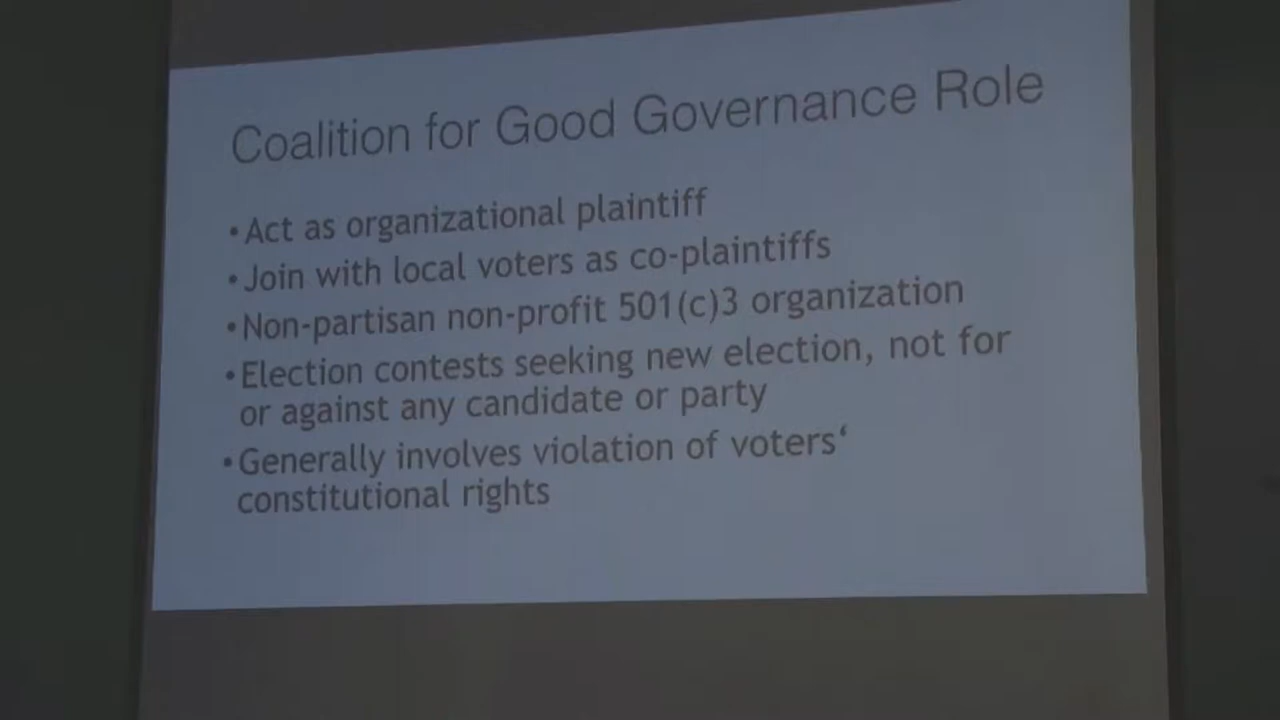 Coalition for Good Governance Role
•Act as organizational plaintiff
•Join with local voters as co-plaintiffs
•Non-partisan non-profit 501(c)3 organization
•Election contests seeking new election, not for
or against any candidate or party
•Generally involves violation of voters‘
constitutional rights